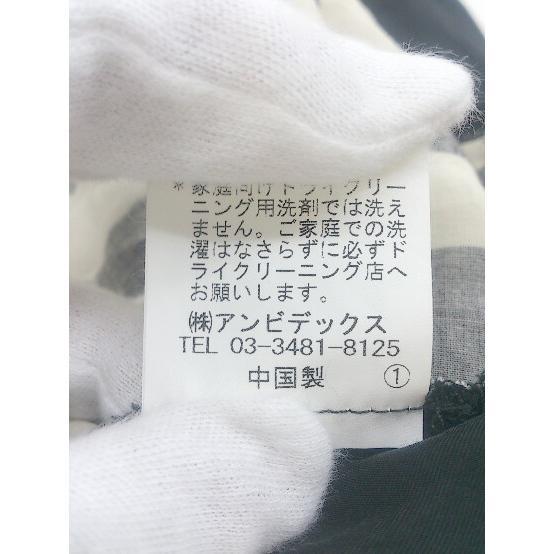 *家庭向けドライクリー
ニング用洗剤では洗え
ません。ご家庭での洗
濯はなさらずに必ずド
ライクリーニング店へ
お願いします。
㈱アンビデックス
TEL 03-3481-8125
中国製 ①